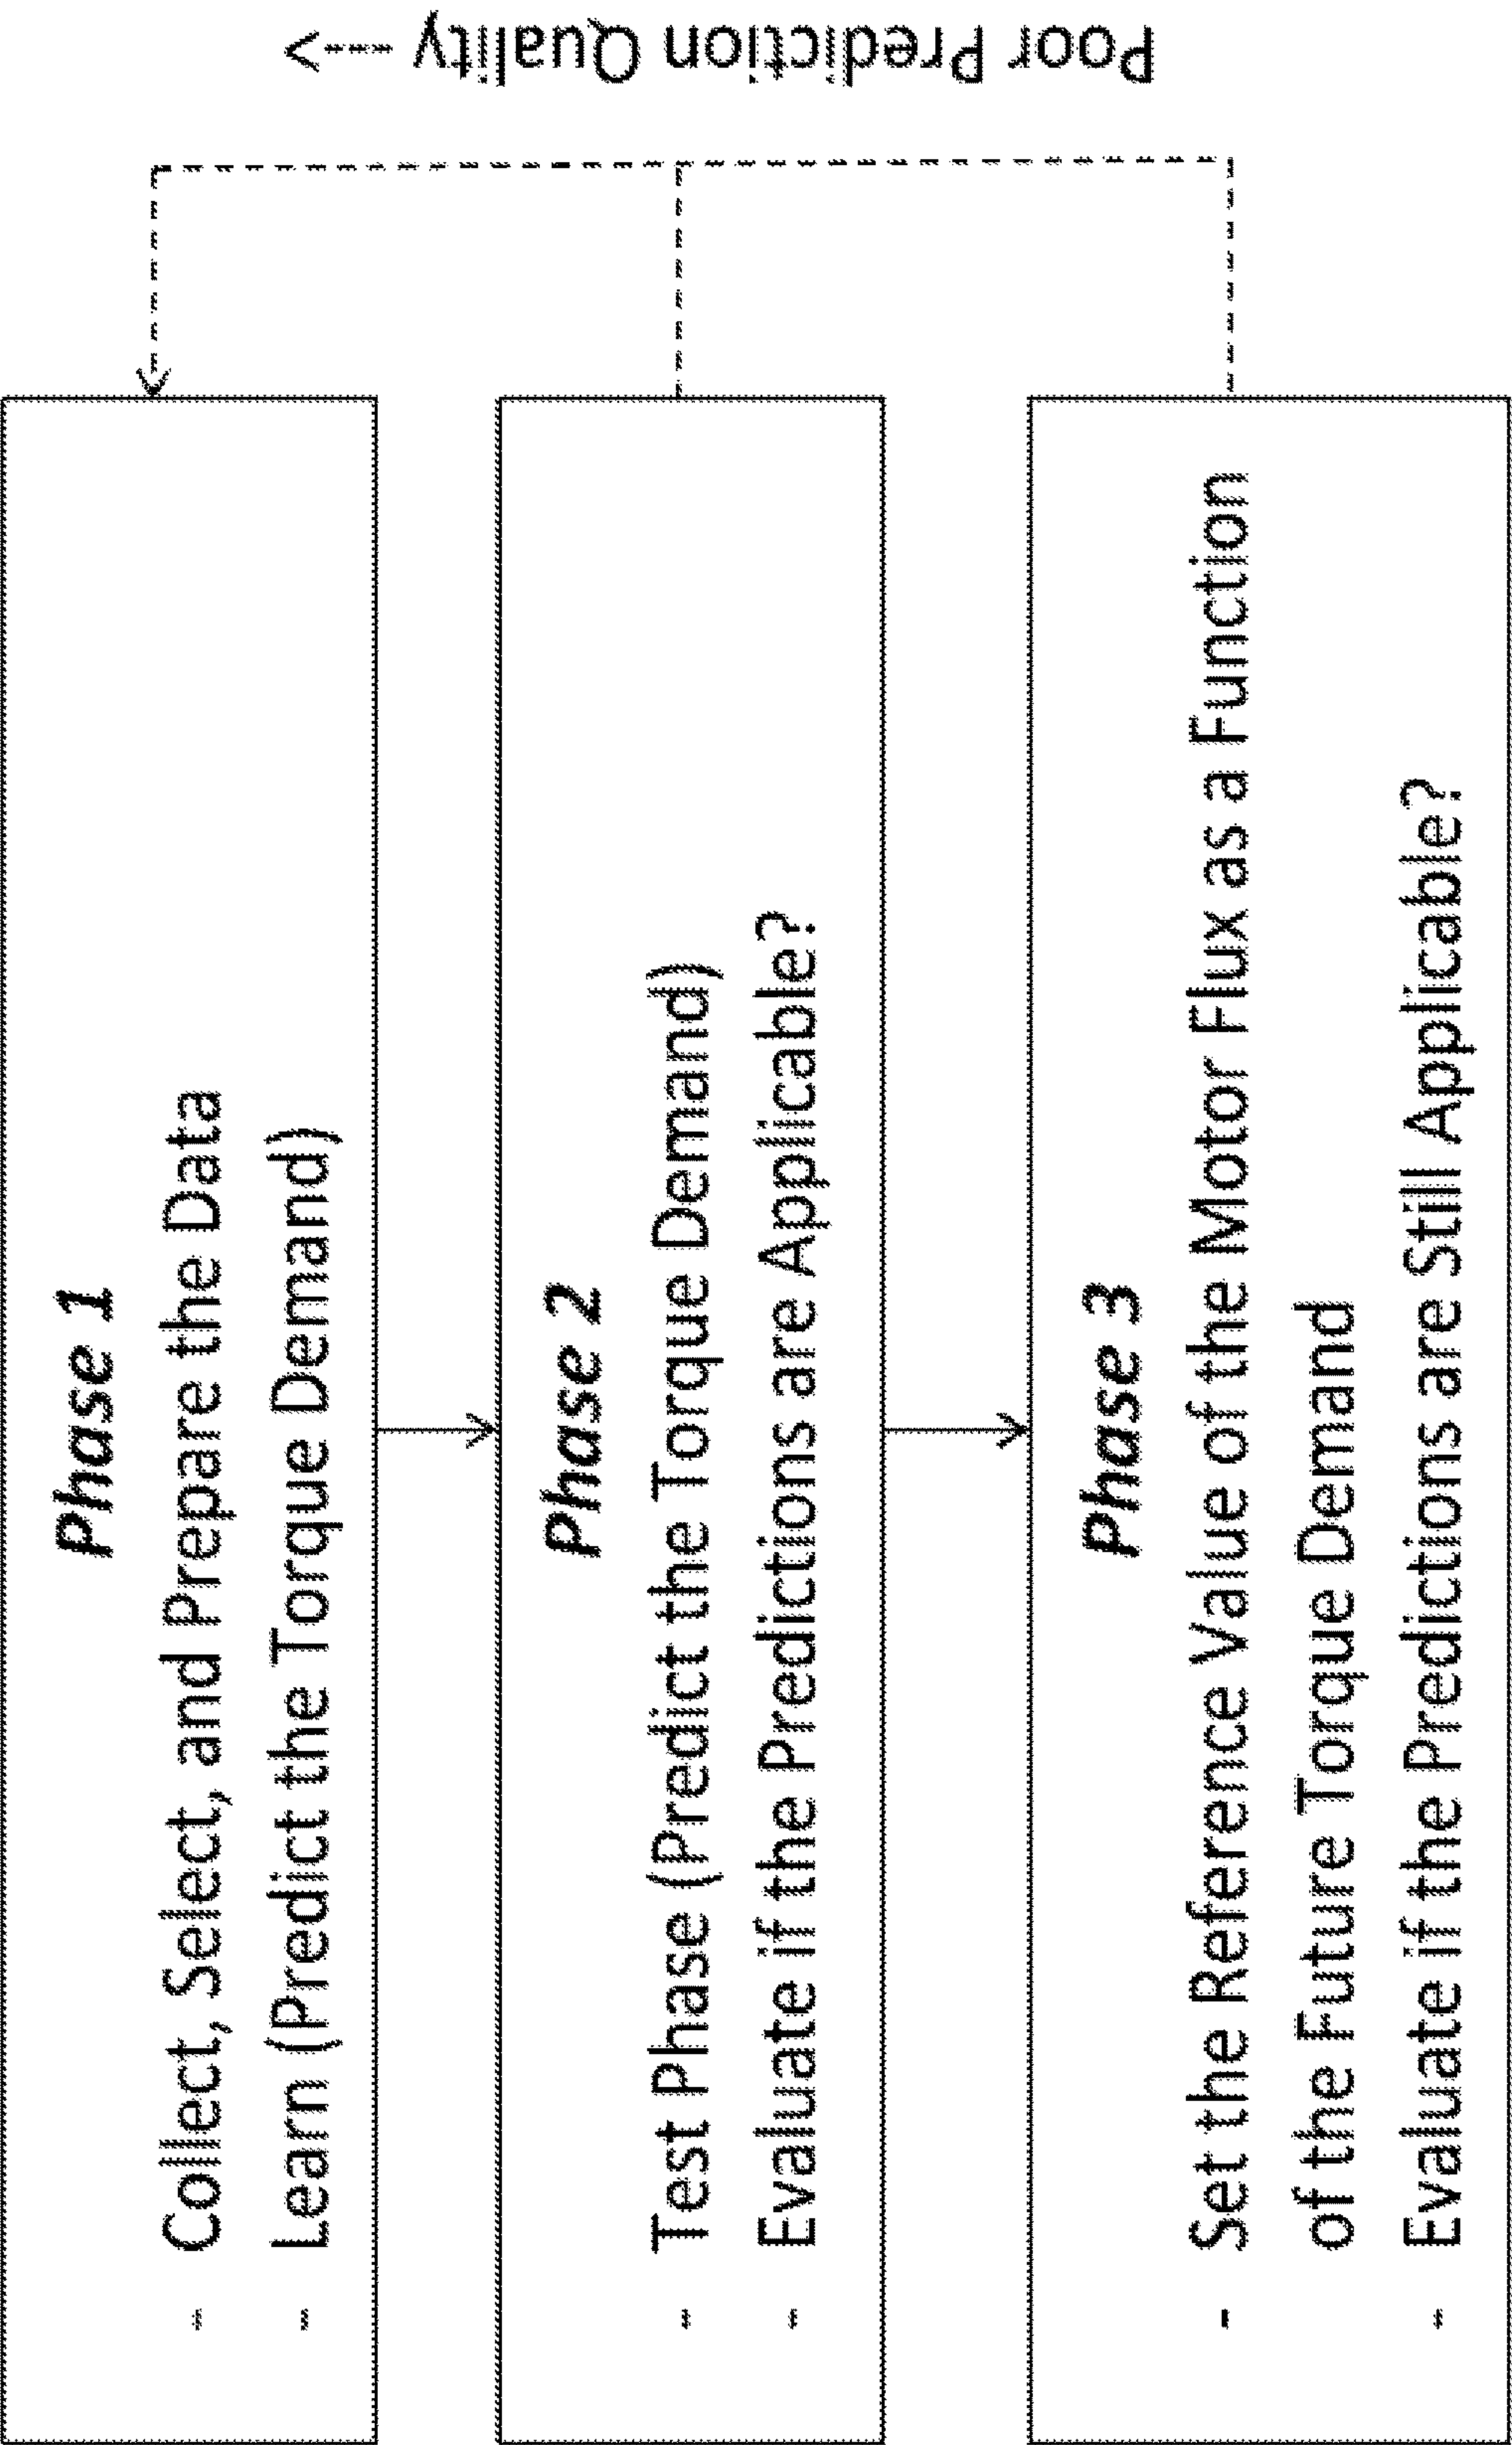 Phase 1
- Collect, Select, and Prepare the Data
- Learn (Predict the Torque Demand)
Phase 2
- Test Phase (Predict the Torque Demand)
- Evaluate if the Predictions are Applicable?
Phase 3
- Set the Reference Value of the Motor Flux as a Function
of the Future Torque Demand
- Evaluate if the Predictions are Still Applicable?
Poor Prediction Quality --->